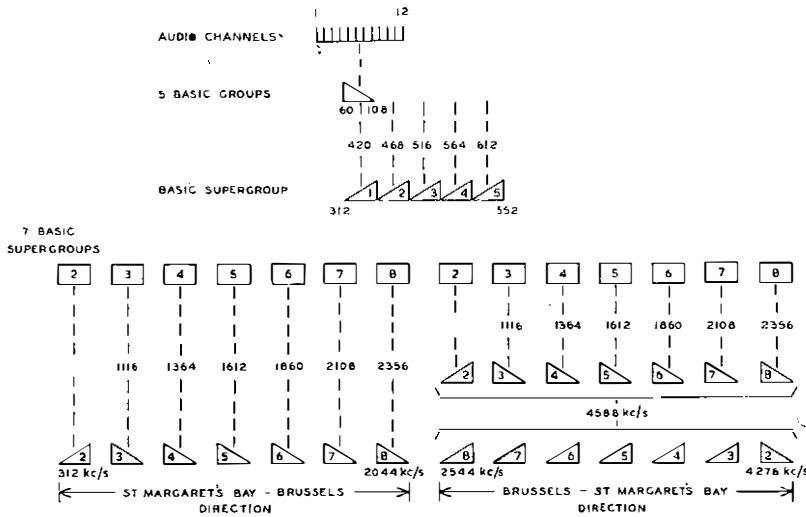 1 12
AUDIO CHANNELS
5 BASIC GROUPS
60 108
420 468 516 564 612
BASIC SUPERGROUP
1 2 3 4 5
312 552
7 BASIC
SUPERGROUPS
2 3 4 5 6 7 8 2 3 4 5 6 7 8
1116 1364 1612 1860 2108 2356
1116 1364 1612 1860 2108 2356
2 3 4 5 6 7 8
4588 kc/s
2 3 4 5 6 7 8 8 7 6 5 4 3 2
312 kc/s 2044 kc/s 2544 kc/s 4276 kc/s
ST MARGARET'S BAY - BRUSSELS
DIRECTION
BRUSSELS - ST MARGARET'S BAY
DIRECTION